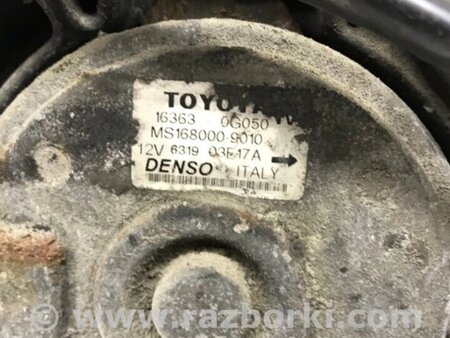 TOYOTA
16363 - 0G050
MS168000-9010
12V 6319 03E17A
DENSO ITALY
© www.razborki.com